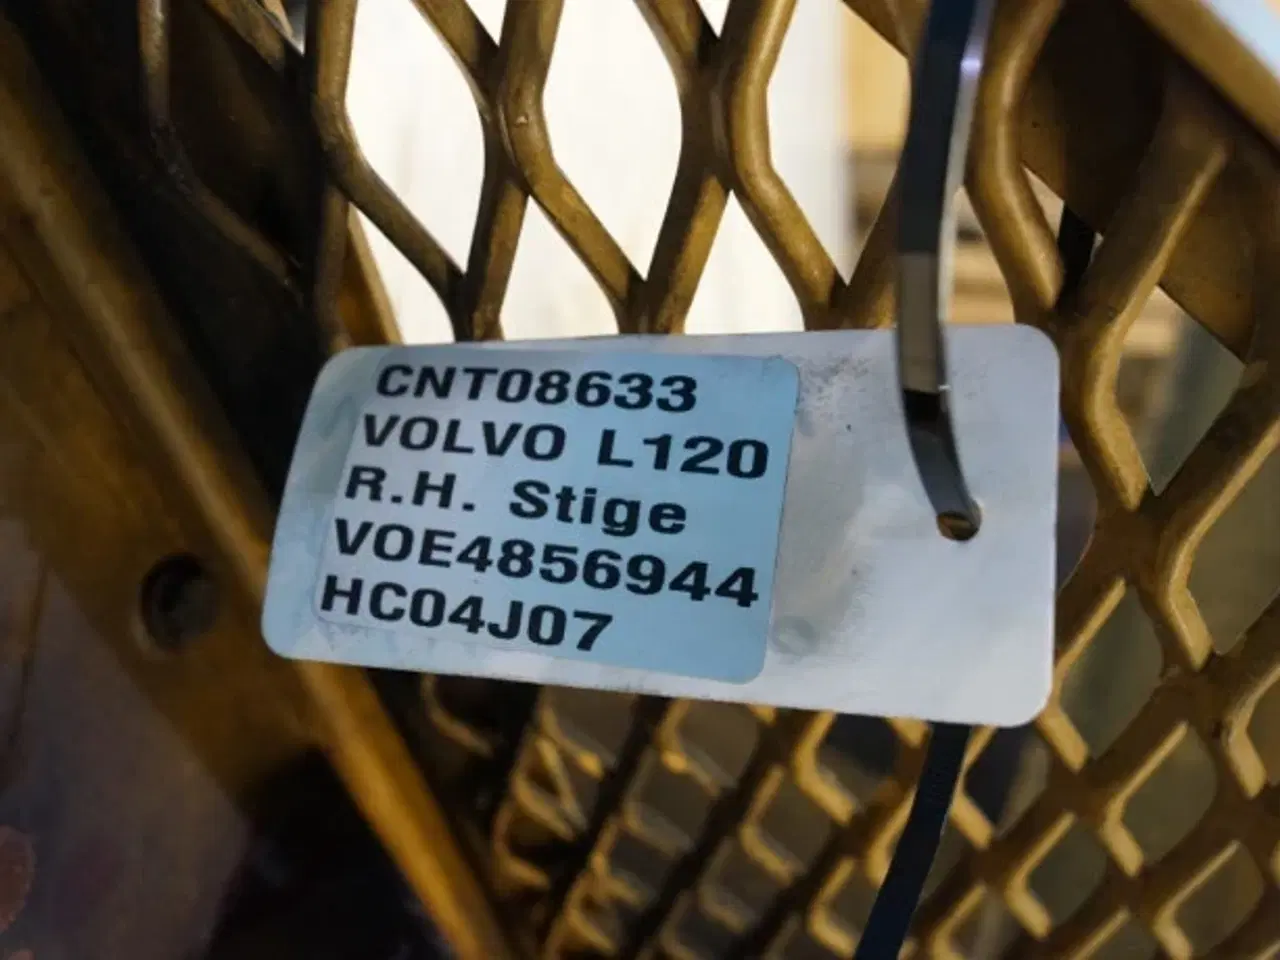 CNT08633
VOLVO L120
R.H. Stige
VOE4856944
HC04J07